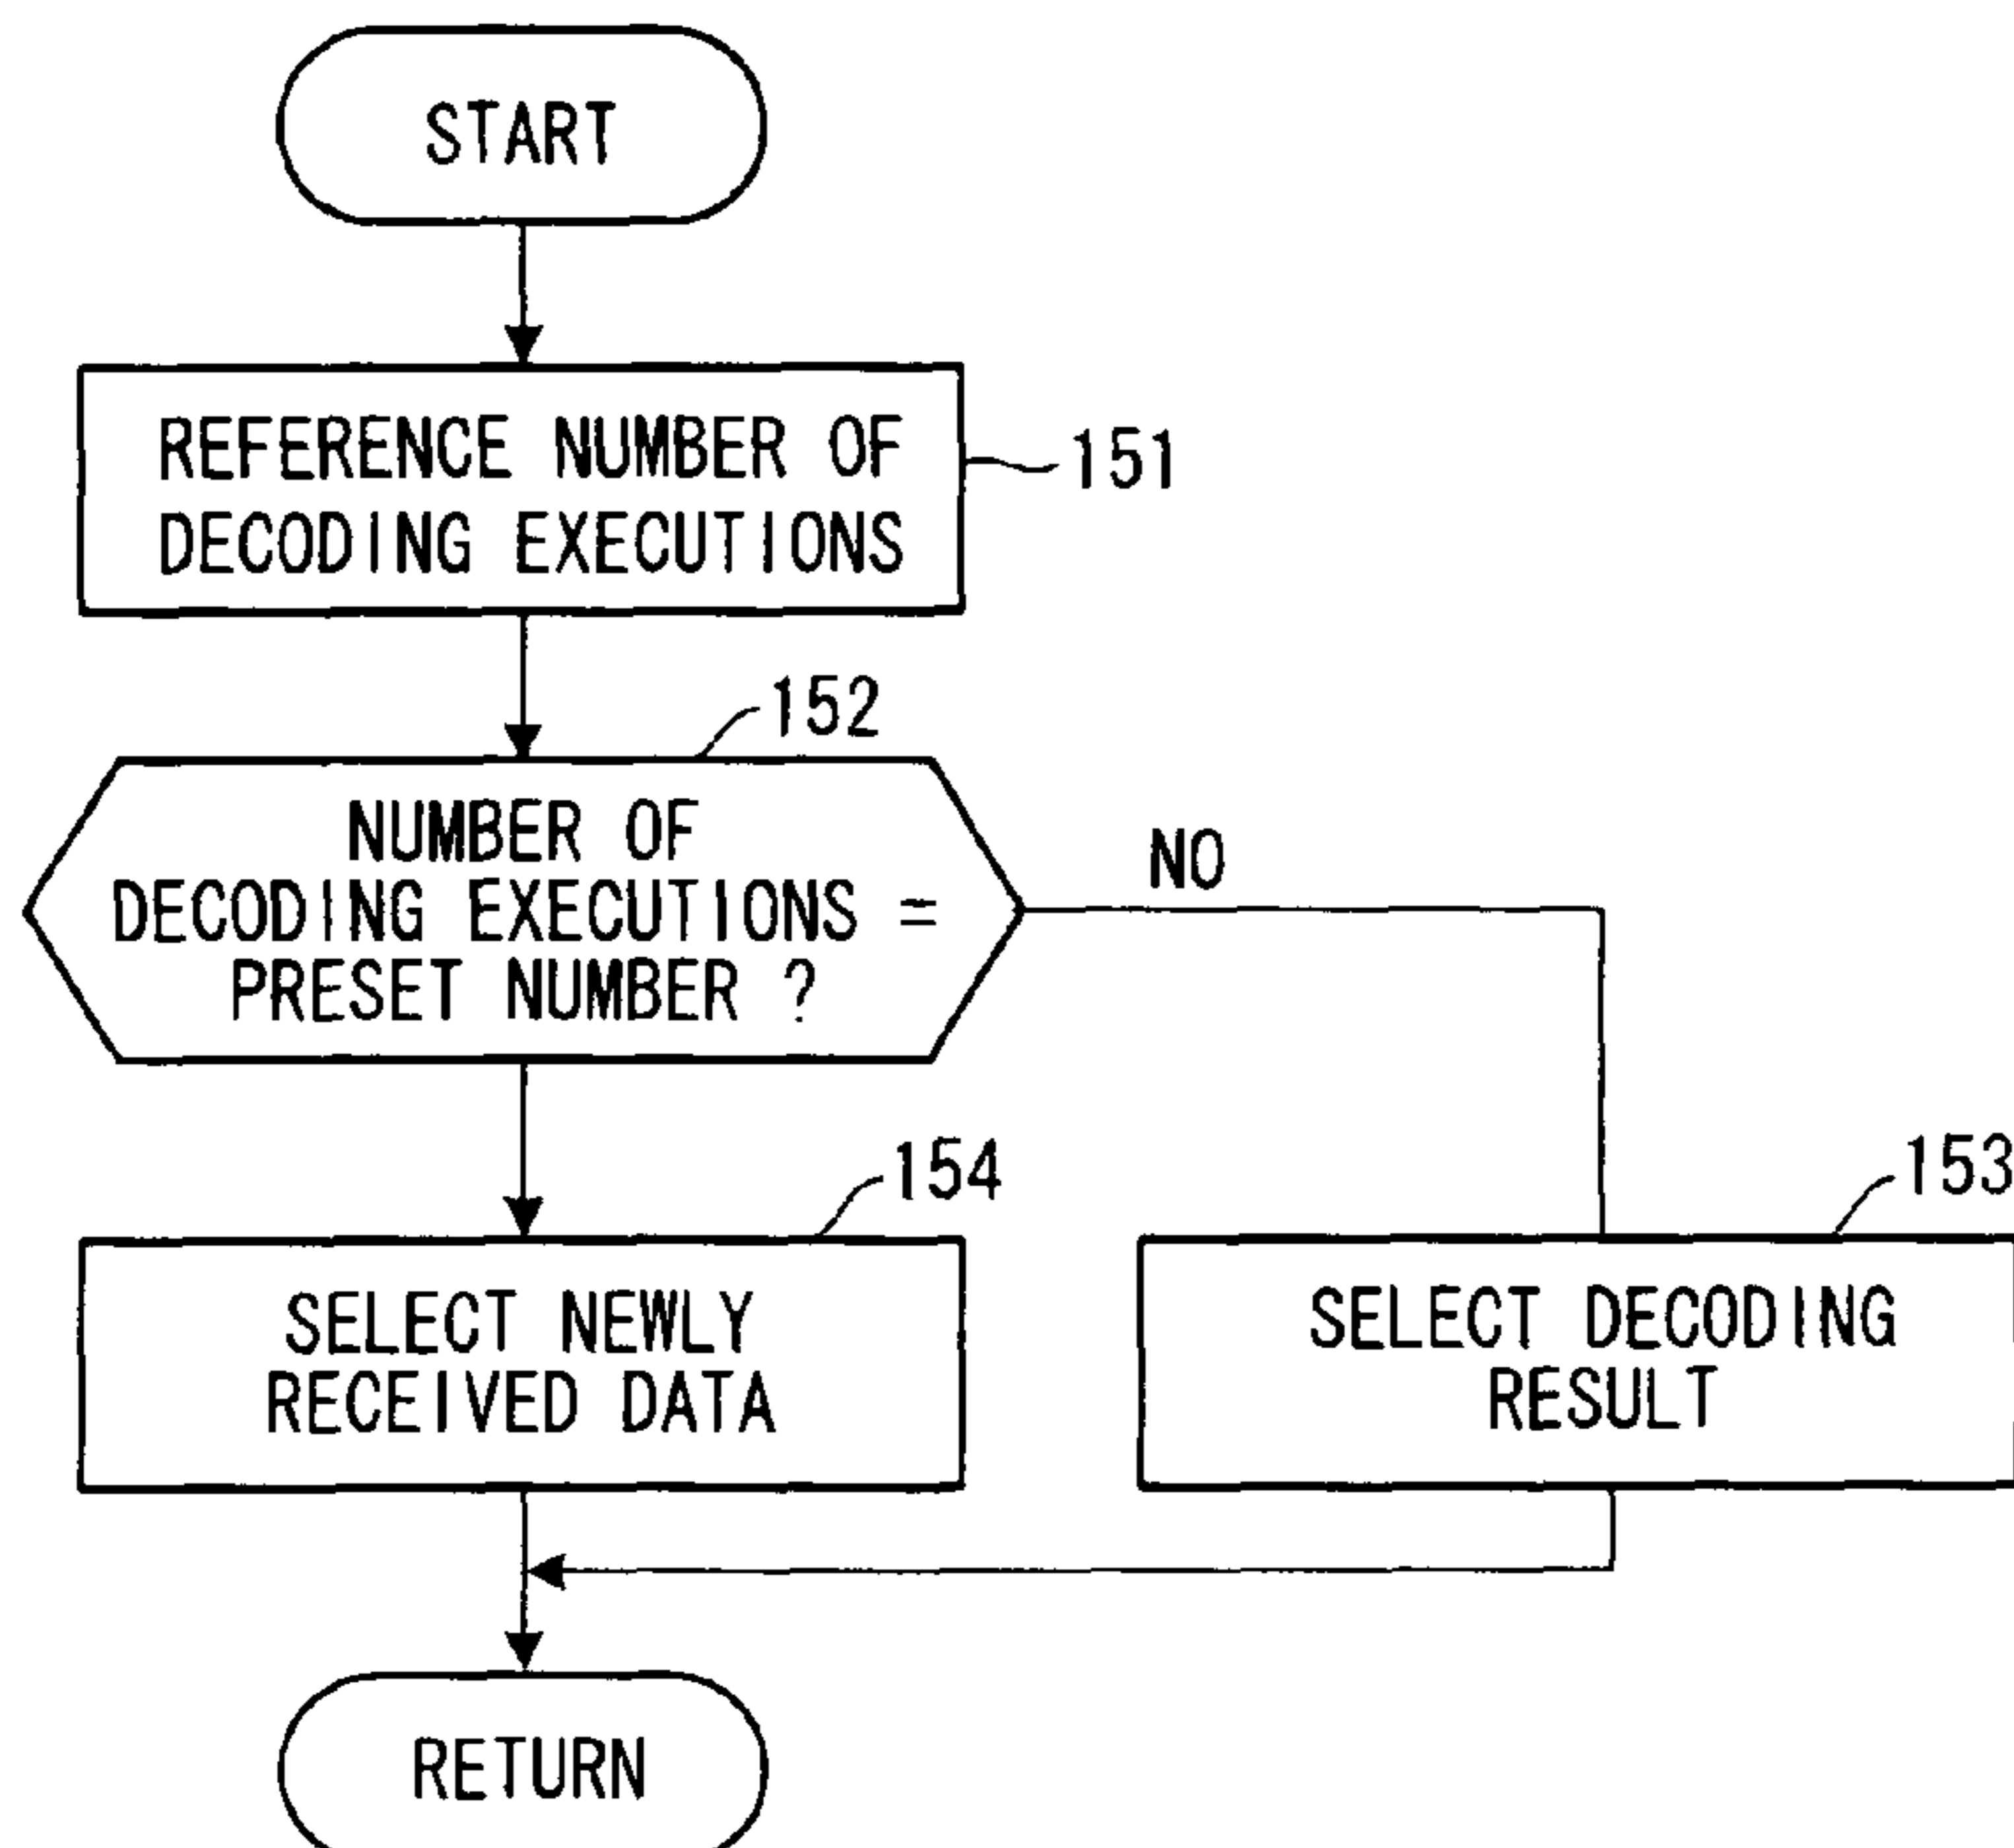 START
REFERENCE NUMBER OF
DECODING EXECUTIONS
151
152
NUMBER OF
DECODING EXECUTIONS =
PRESET NUMBER ?
NO
154
153
SELECT NEWLY
RECEIVED DATA
SELECT DECODING
RESULT
RETURN